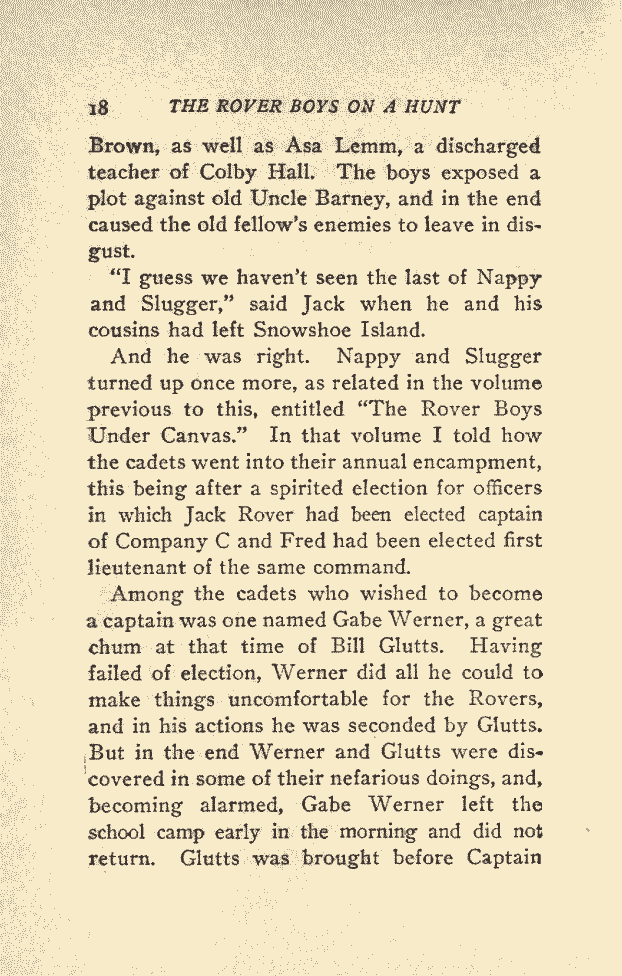 18 THE ROVER BOYS ON A HUNT
Brown, as well as Asa Lemm, a discharged
teacher of Colby Hall. The boys exposed a
plot against old Uncle Barney, and in the end
caused the old fellow's enemies to leave in dis-
gust.
"I guess we haven't seen the last of Nappy
and Slugger," said Jack when he and his
cousins had left Snowshoe Island.
And he was right. Nappy and Slugger
turned up once more, as related in the volume
previous to this, entitled "The Rover Boys
Under Canvas." In that volume I told how
the cadets went into their annual encampment,
this being after a spirited election for officers
in which Jack Rover had been elected captain
of Company C and Fred had been elected first
lieutenant of the same command.
Among the cadets who wished to become
a captain was one named Gabe Werner, a great
chum at that time of Bill Glutts. Having
failed of election, Werner did all he could to
make things uncomfortable for the Rovers,
and in his actions he was seconded by Glutts.
But in the end Werner and Glutts were dis-
covered in some of their nefarious doings, and,
becoming alarmed, Gabe Werner left the
school camp early in the morning and did not
return. Glutts was brought before Captain